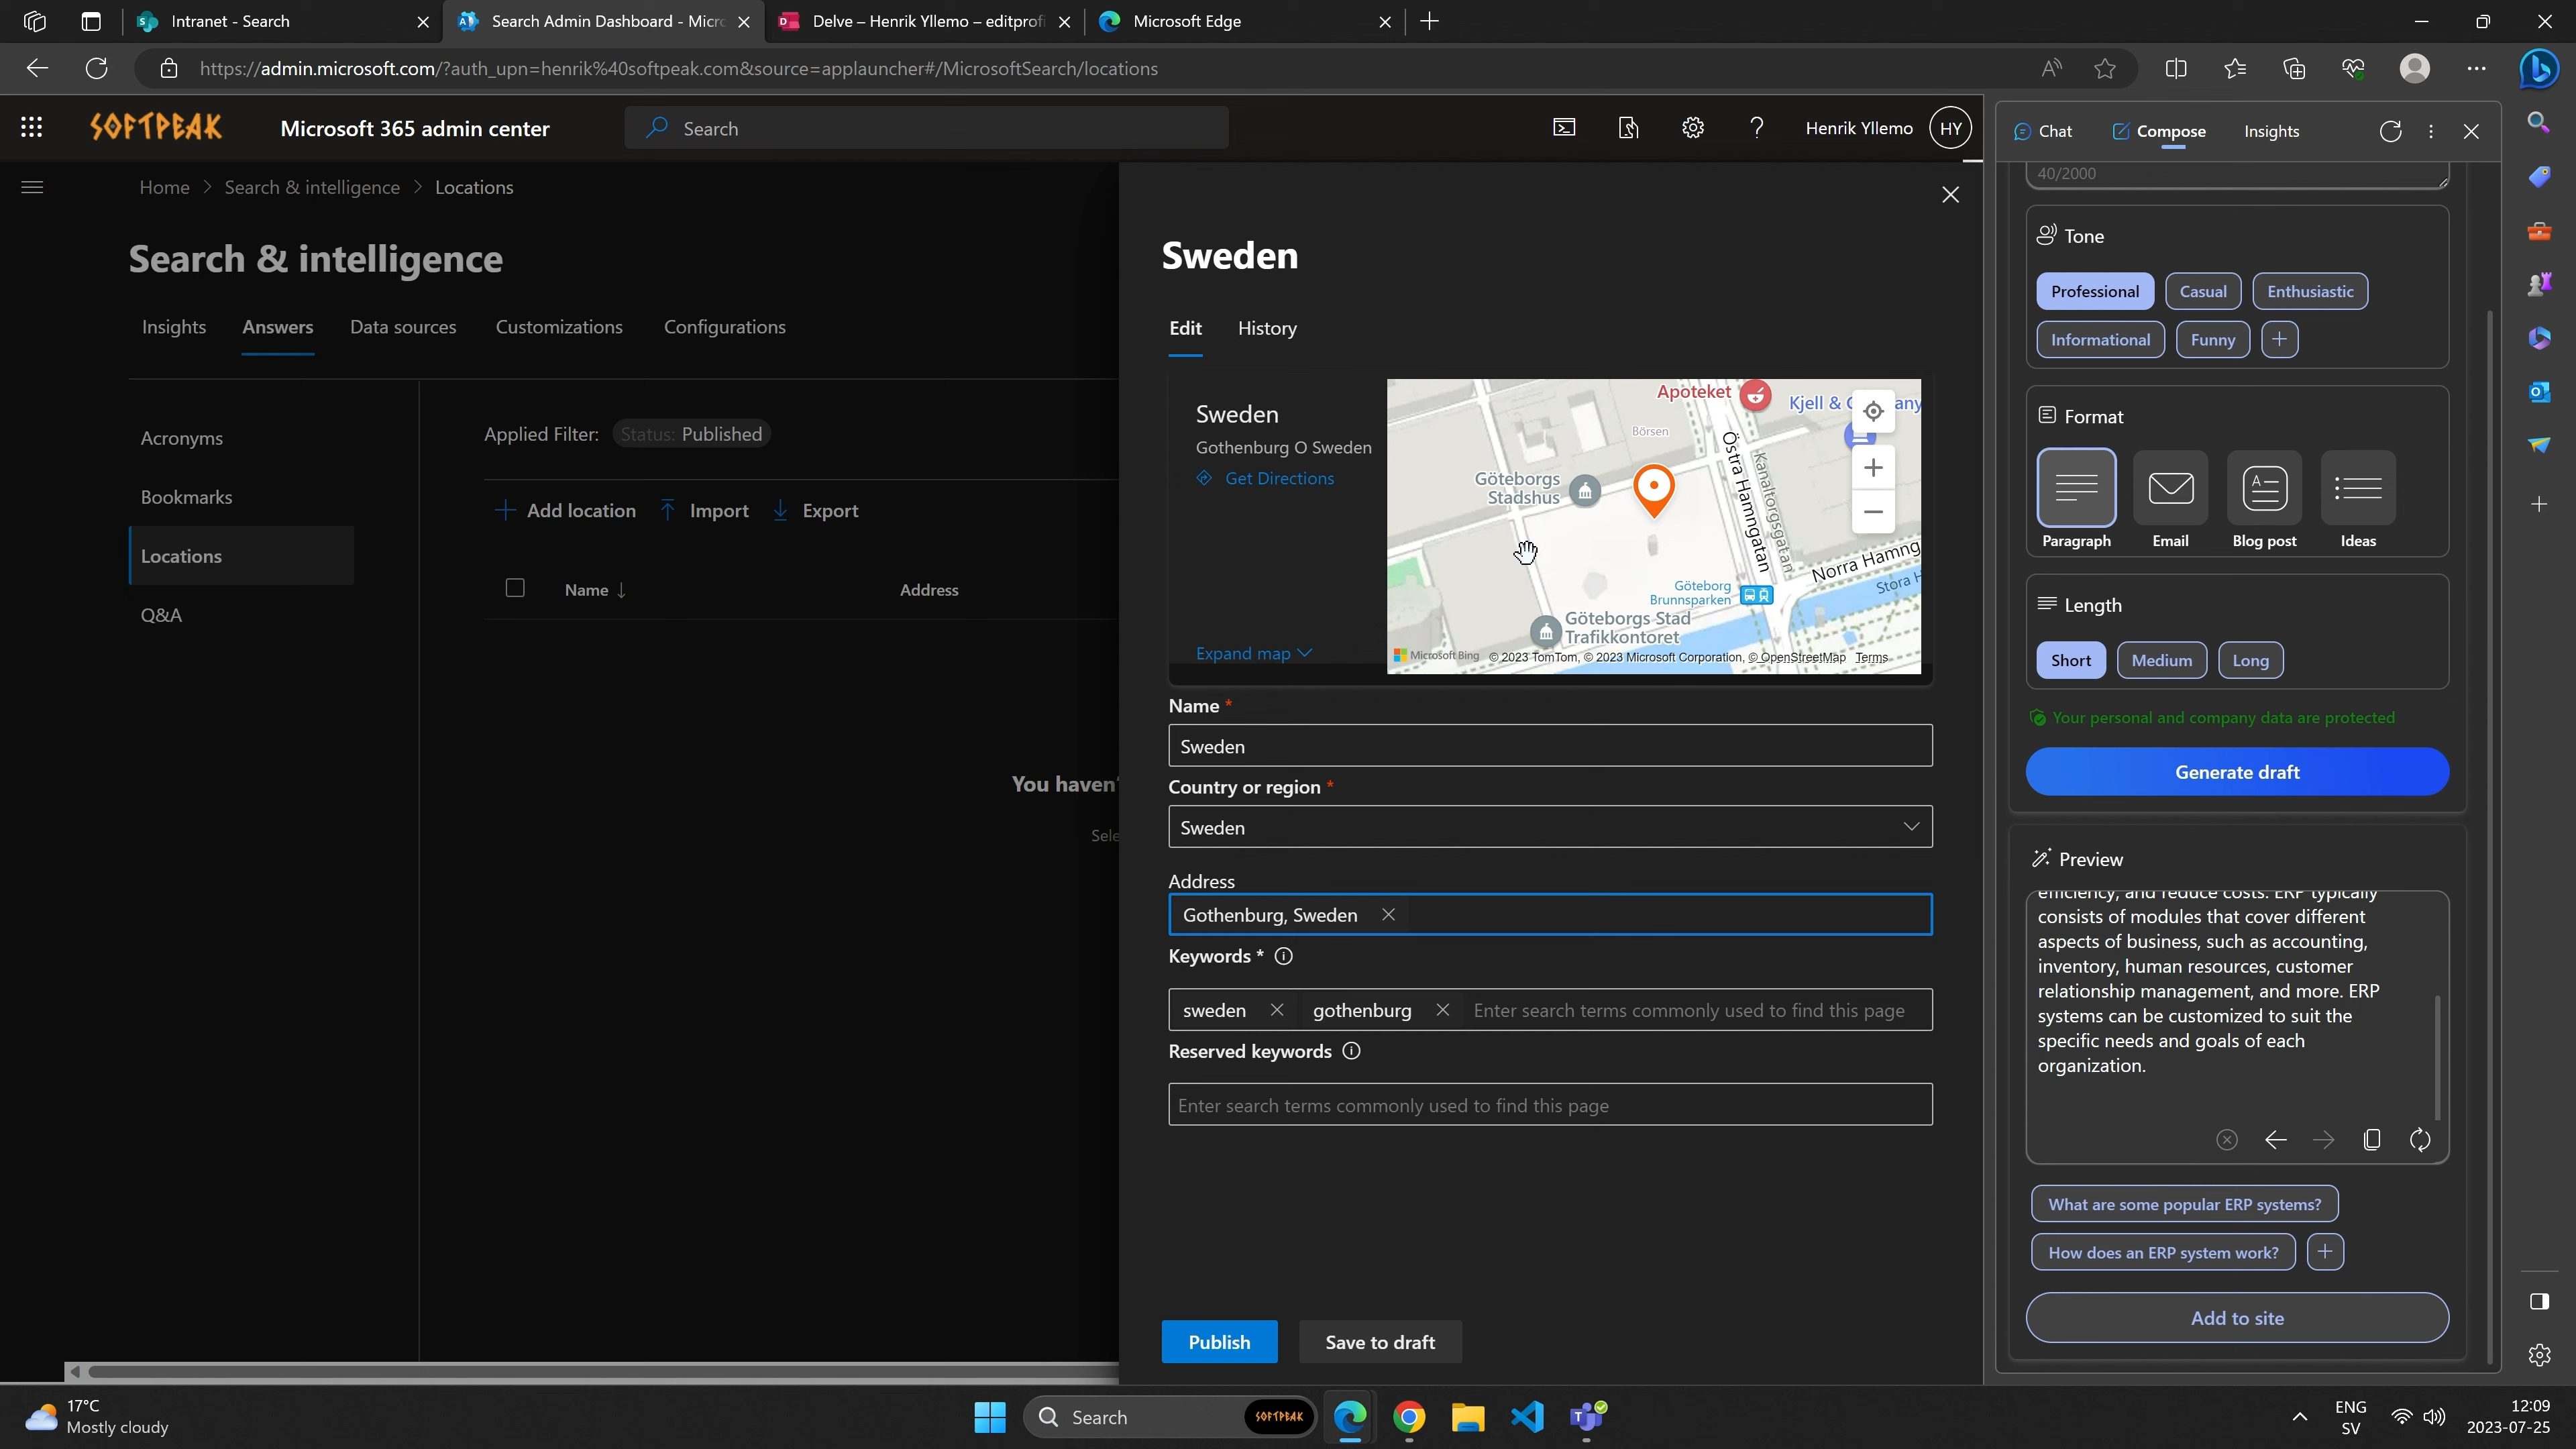 Intranet - Search
Search Admin Dashboard - Micro
Delve – Henrik Yllemo – editprofi
Microsoft Edge
https://admin.microsoft.com/?auth_upn=henrik%40softpeak.com&source=applauncher#/MicrosoftSearch/locations
SOFTPEAK
Microsoft 365 admin center
Search
Henrik Yllemo
HY
Home > Search & intelligence > Locations
Search & intelligence
Insights
Answers
Data sources
Customizations
Configurations
Acronyms
Bookmarks
Locations
Q&A
Applied Filter:
Status: Published
Add location
Import
Export
Name ↓
Address
You haven'
Sele
Sweden
Edit
History
Sweden
Gothenburg O Sweden
Get Directions
Expand map
Apoteket
Börsen
Göteborgs
Stadshus
Östra Hamngatan
Kanaltorgsgatan
Norra Hamng
Stora H
Göteborg
Brunnsparken
Göteborgs Stad
Trafikkontoret
Microsoft Bing
© 2023 TomTom, © 2023 Microsoft Corporation, © OpenStreetMap Terms
Name *
Sweden
Country or region *
Sweden
Address
Gothenburg, Sweden
Keywords *
sweden
gothenburg
Enter search terms commonly used to find this page
Reserved keywords
Enter search terms commonly used to find this page
Publish
Save to draft
Chat
Compose
Insights
40/2000
Tone
Professional
Casual
Enthusiastic
Informational
Funny
Format
Paragraph
Email
Blog post
Ideas
Length
Short
Medium
Long
Your personal and company data are protected
Generate draft
Preview
efficiency, and reduce costs. ERP typically
consists of modules that cover different
aspects of business, such as accounting,
inventory, human resources, customer
relationship management, and more. ERP
systems can be customized to suit the
specific needs and goals of each
organization.
What are some popular ERP systems?
How does an ERP system work?
Add to site
17°C
Mostly cloudy
Search
SOFTPEAK
ENG
SV
12:09
2023-07-25